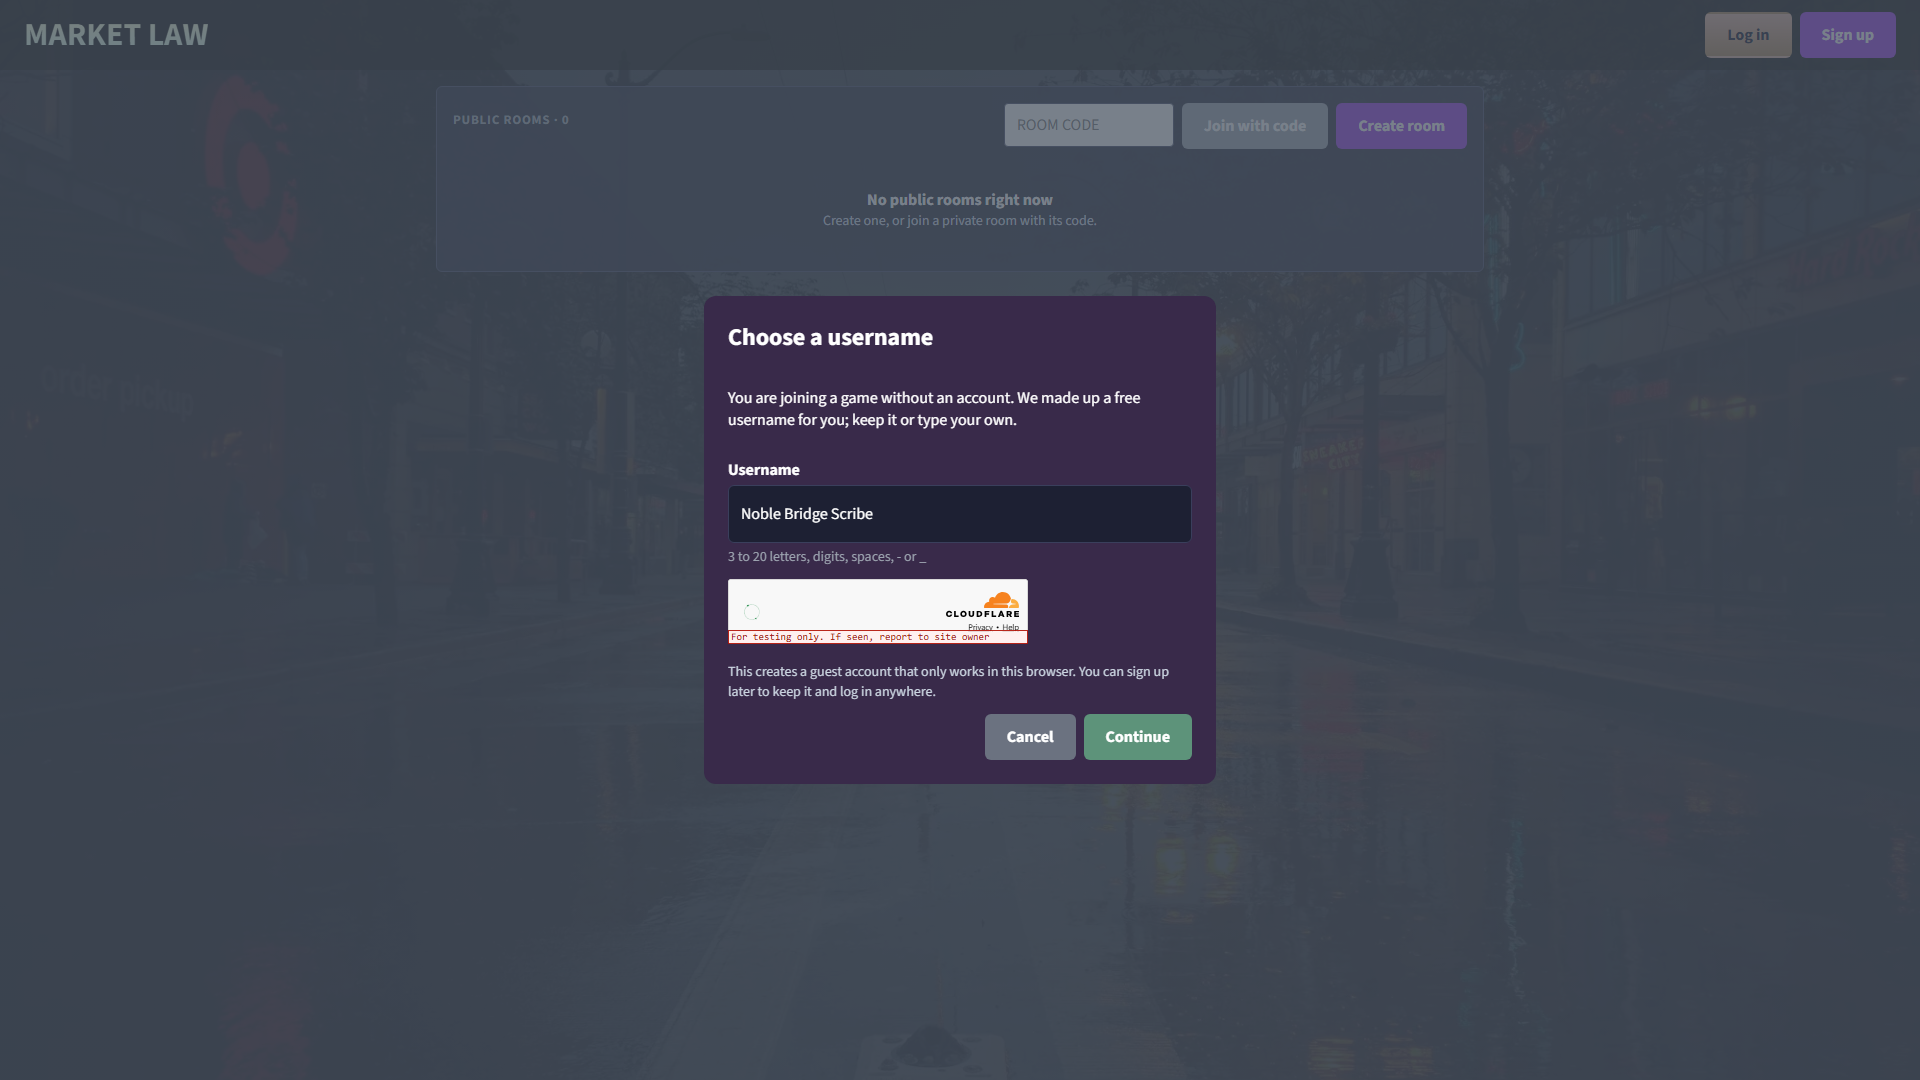 MARKET LAW
Log in
Sign up
PUBLIC ROOMS · 0
ROOM CODE
Join with code
Create room
No public rooms right now
Create one, or join a private room with its code.
order pickup
SNEAKER
CITY
Choose a username
You are joining a game without an account. We made up a free
username for you; keep it or type your own.
Username
Noble Bridge Scribe
3 to 20 letters, digits, spaces, - or _
CLOUDFLARE
Privacy • Help
For testing only. If seen, report to site owner
This creates a guest account that only works in this browser. You can sign up
later to keep it and log in anywhere.
Cancel
Continue